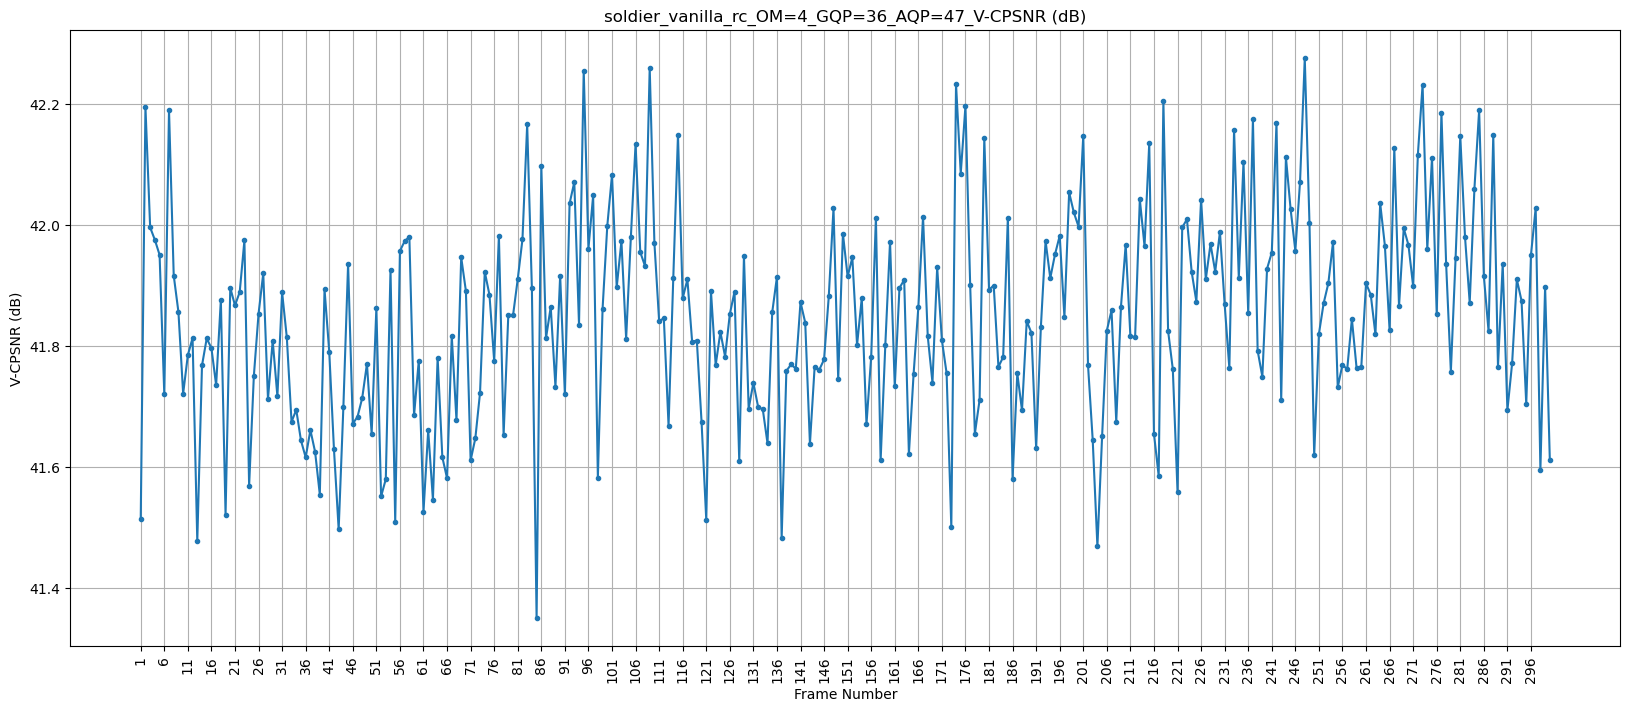 soldier_vanilla_rc_OM=4_GQP=36_AQP=47_V-CPSNR (dB)
V-CPSNR (dB)
42.2
42.0
41.8
41.6
41.4
1 6 11 16 21 26 31 36 41 46 51 56 61 66 71 76 81 86 91 96 101 106 111 116 121 126 131 136 141 146 151 156 161 166 171 176 181 186 191 196 201 206 211 216 221 226 231 236 241 246 251 256 261 266 271 276 281 286 291 296
Frame Number